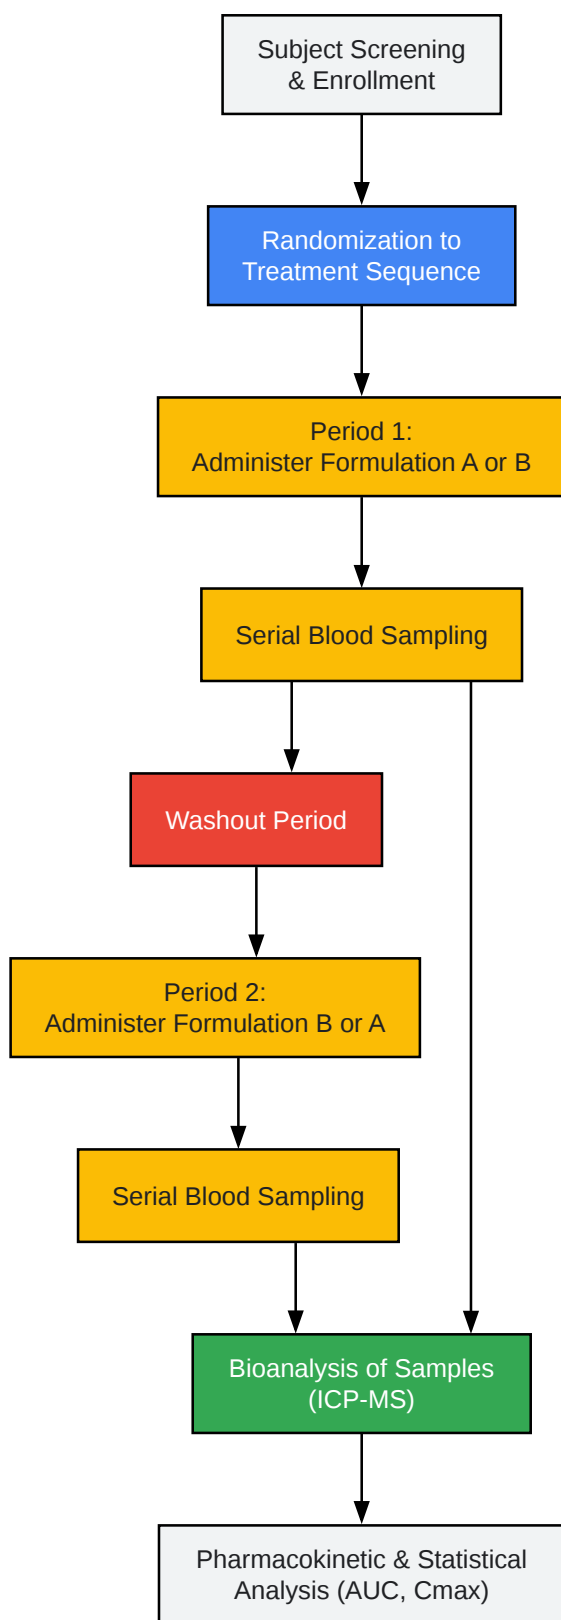 Subject Screening
& Enrollment
Randomization to
Treatment Sequence
Period 1:
Administer Formulation A or B
Serial Blood Sampling
Washout Period
Period 2:
Administer Formulation B or A
Serial Blood Sampling
Bioanalysis of Samples
(ICP-MS)
Pharmacokinetic & Statistical
Analysis (AUC, Cmax)